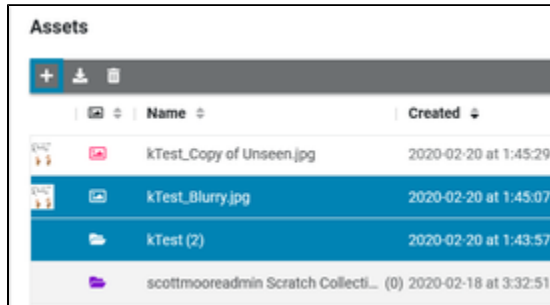 Assets
Name Created
kTest_Copy of Unseen.jpg 2020-02-20 at 1:45:29
kTest_Blurry.jpg 2020-02-20 at 1:45:07
kTest (2) 2020-02-20 at 1:43:57
scottmooreadmin Scratch Collecti... (0) 2020-02-18 at 3:32:51